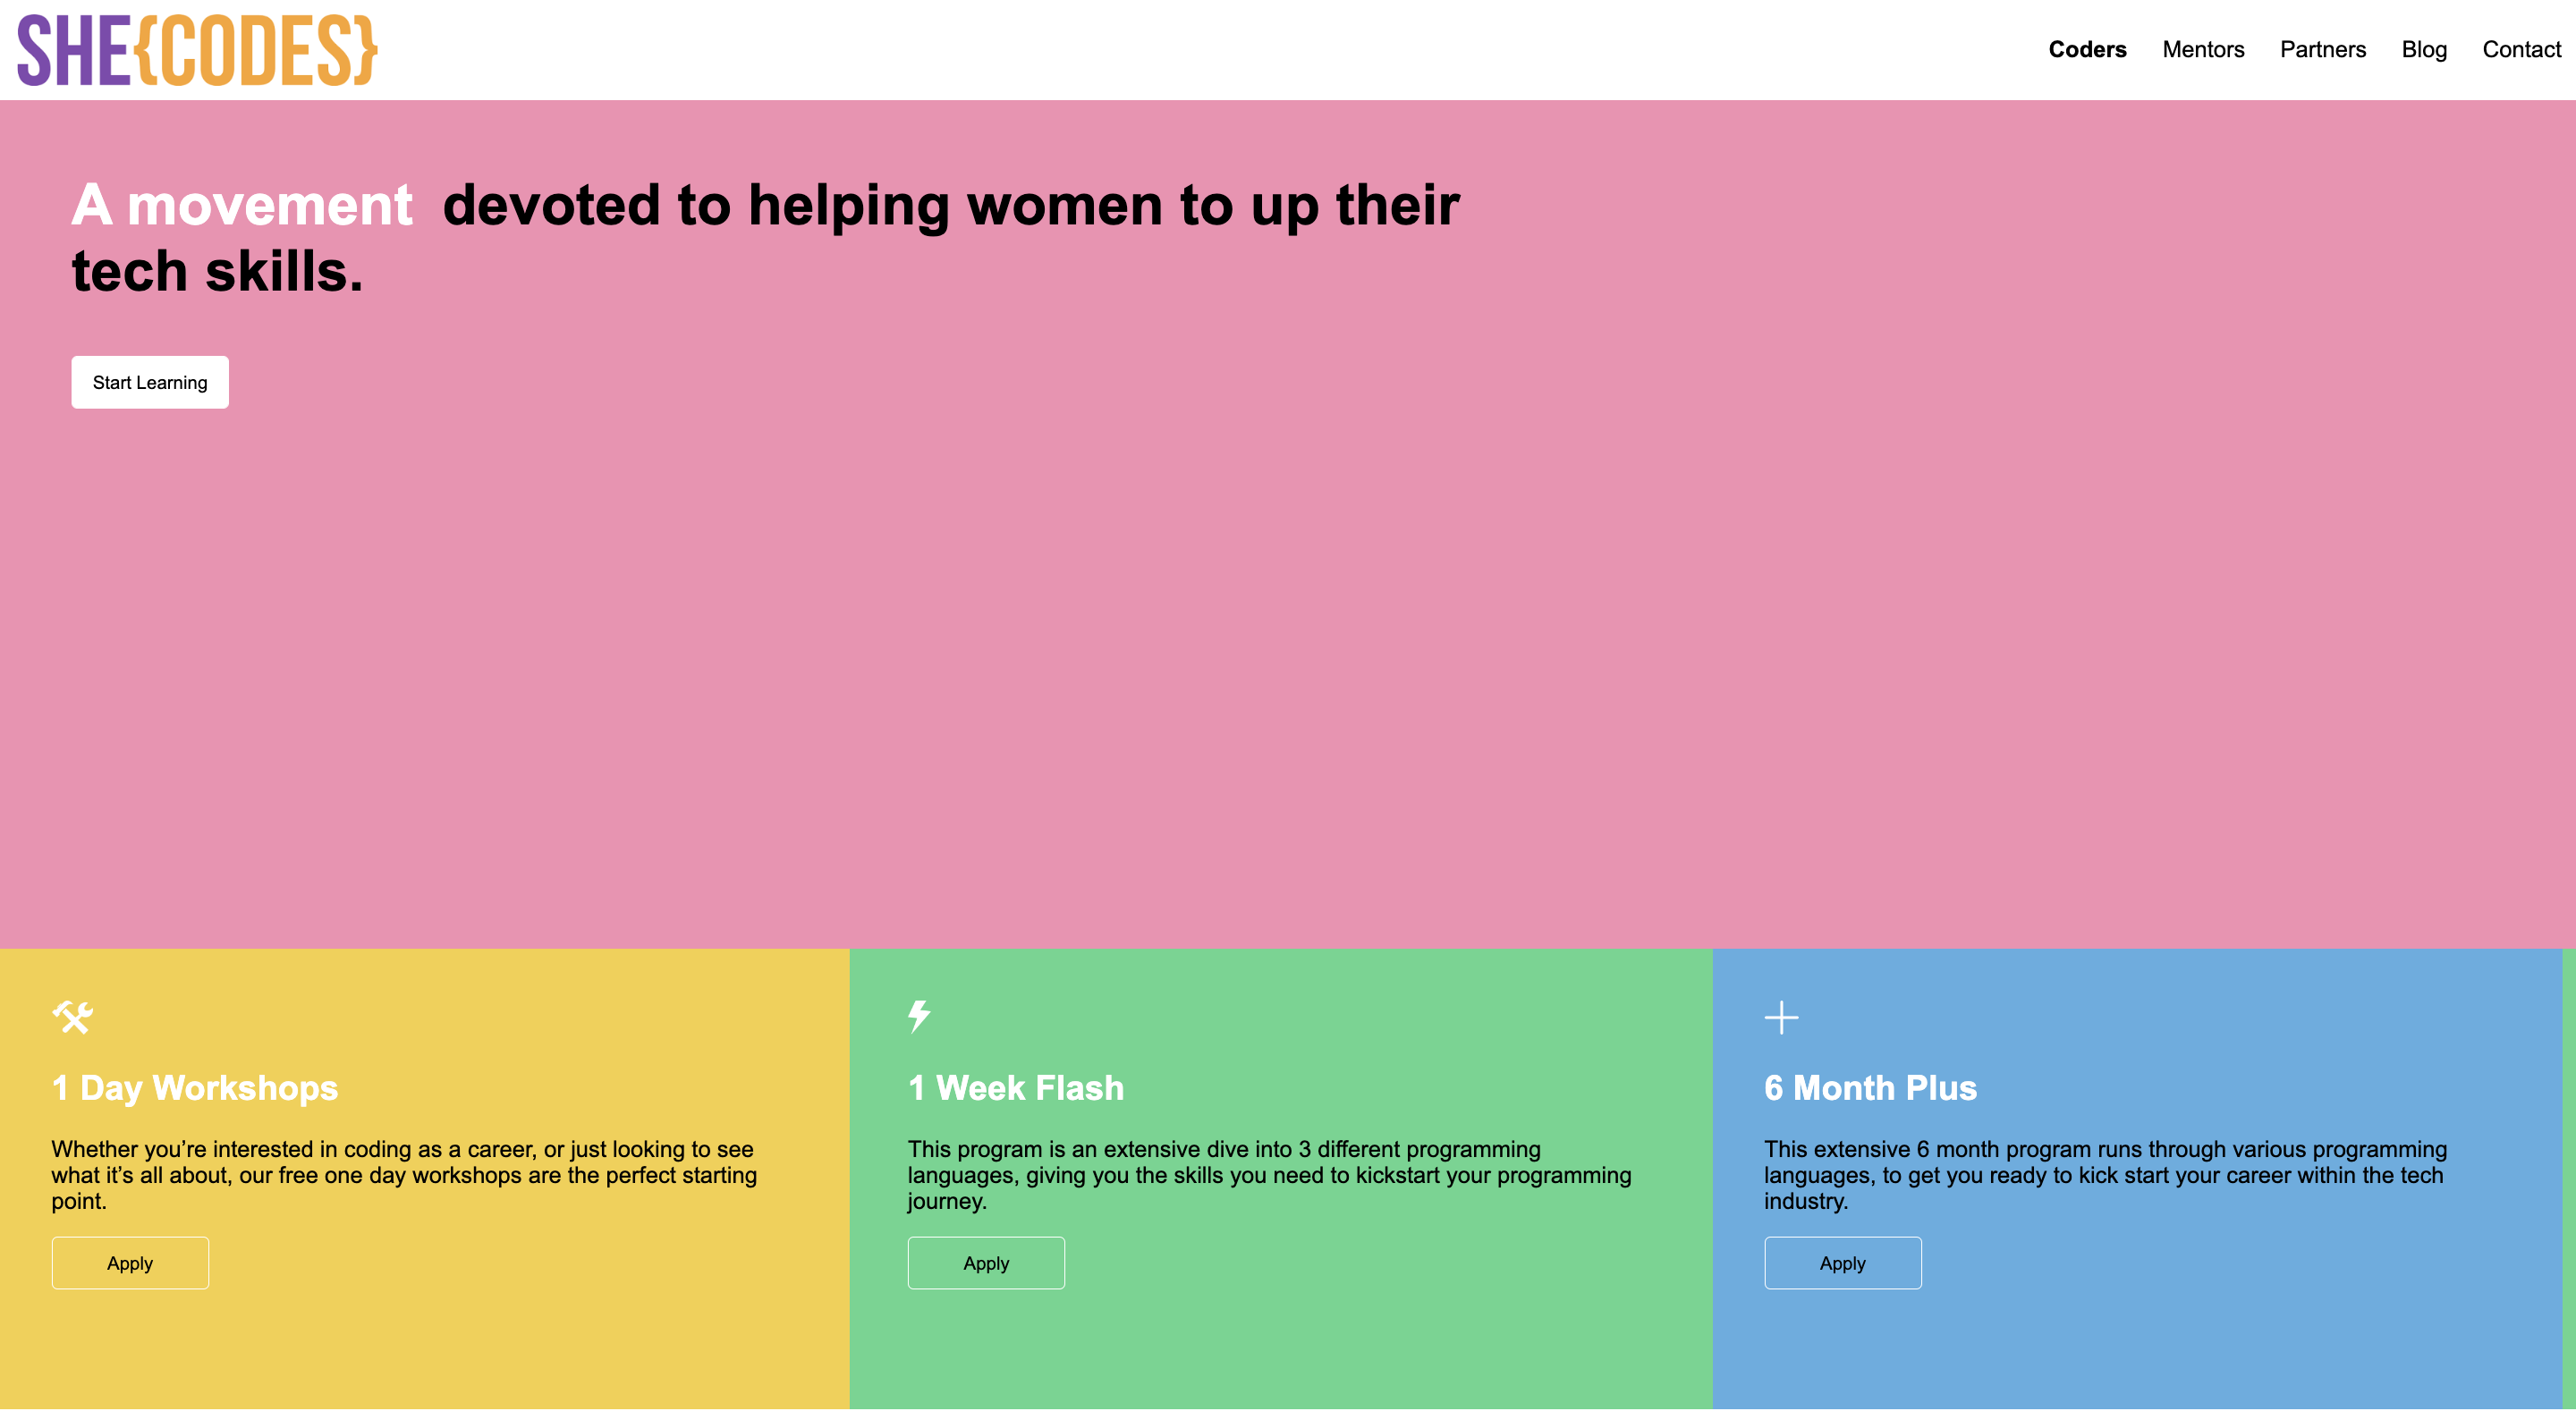 SHE{CODES}
Coders Mentors Partners Blog Contact
A movement devoted to helping women to up their
tech skills.
Start Learning
1 Day Workshops
Whether you’re interested in coding as a career, or just looking to see
what it’s all about, our free one day workshops are the perfect starting
point.
Apply
1 Week Flash
This program is an extensive dive into 3 different programming
languages, giving you the skills you need to kickstart your programming
journey.
Apply
6 Month Plus
This extensive 6 month program runs through various programming
languages, to get you ready to kick start your career within the tech
industry.
Apply